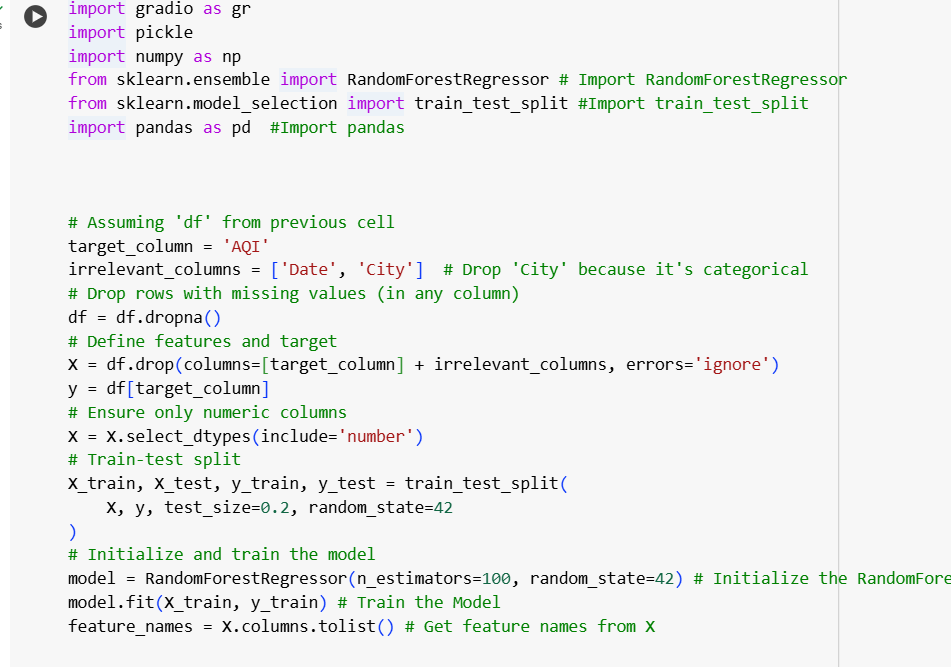 import gradio as gr
import pickle
import numpy as np
from sklearn.ensemble import RandomForestRegressor # Import RandomForestRegressor
from sklearn.model_selection import train_test_split #Import train_test_split
import pandas as pd  #Import pandas
# Assuming 'df' from previous cell
target_column = 'AQI'
irrelevant_columns = ['Date', 'City']  # Drop 'City' because it's categorical
# Drop rows with missing values (in any column)
df = df.dropna()
# Define features and target
X = df.drop(columns=[target_column] + irrelevant_columns, errors='ignore')
y = df[target_column]
# Ensure only numeric columns
X = X.select_dtypes(include='number')
# Train-test split
X_train, X_test, y_train, y_test = train_test_split(
    X, y, test_size=0.2, random_state=42
)
# Initialize and train the model
model = RandomForestRegressor(n_estimators=100, random_state=42) # Initialize the RandomFore
model.fit(X_train, y_train) # Train the Model
feature_names = X.columns.tolist() # Get feature names from X